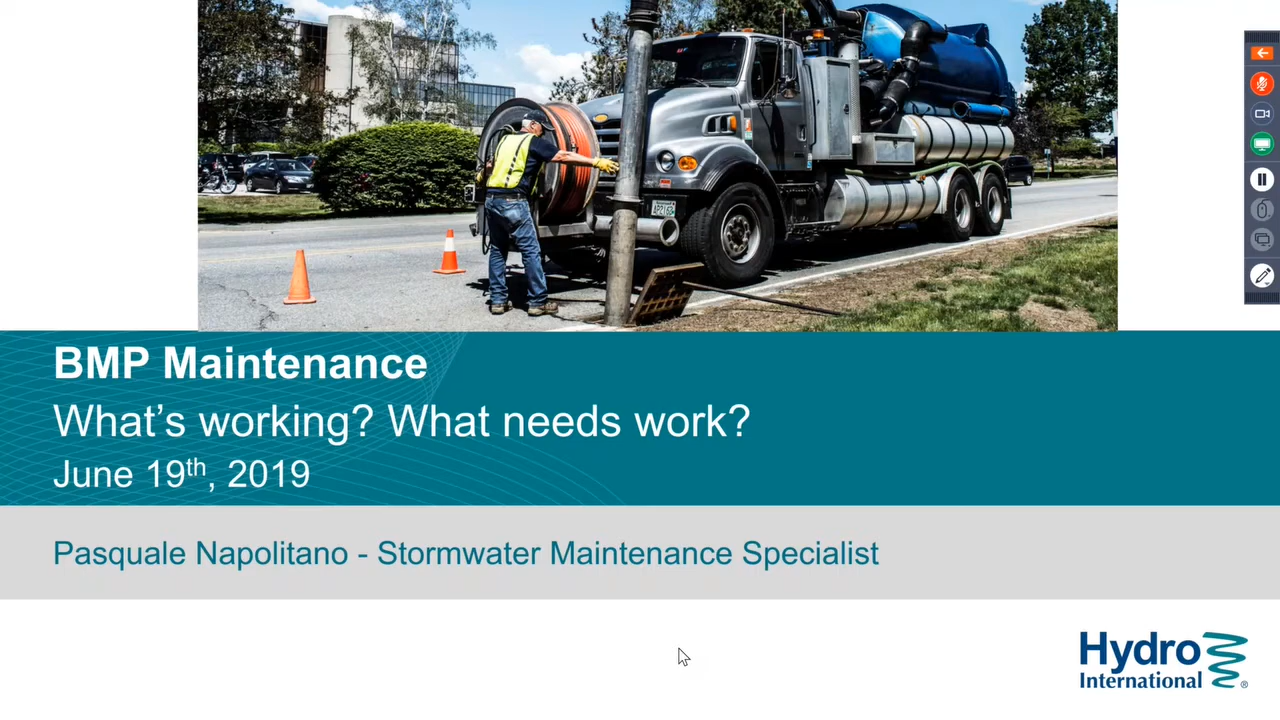 BMP Maintenance
What's working? What needs work?
June 19th, 2019
Pasquale Napolitano - Stormwater Maintenance Specialist
Hydro
International
®